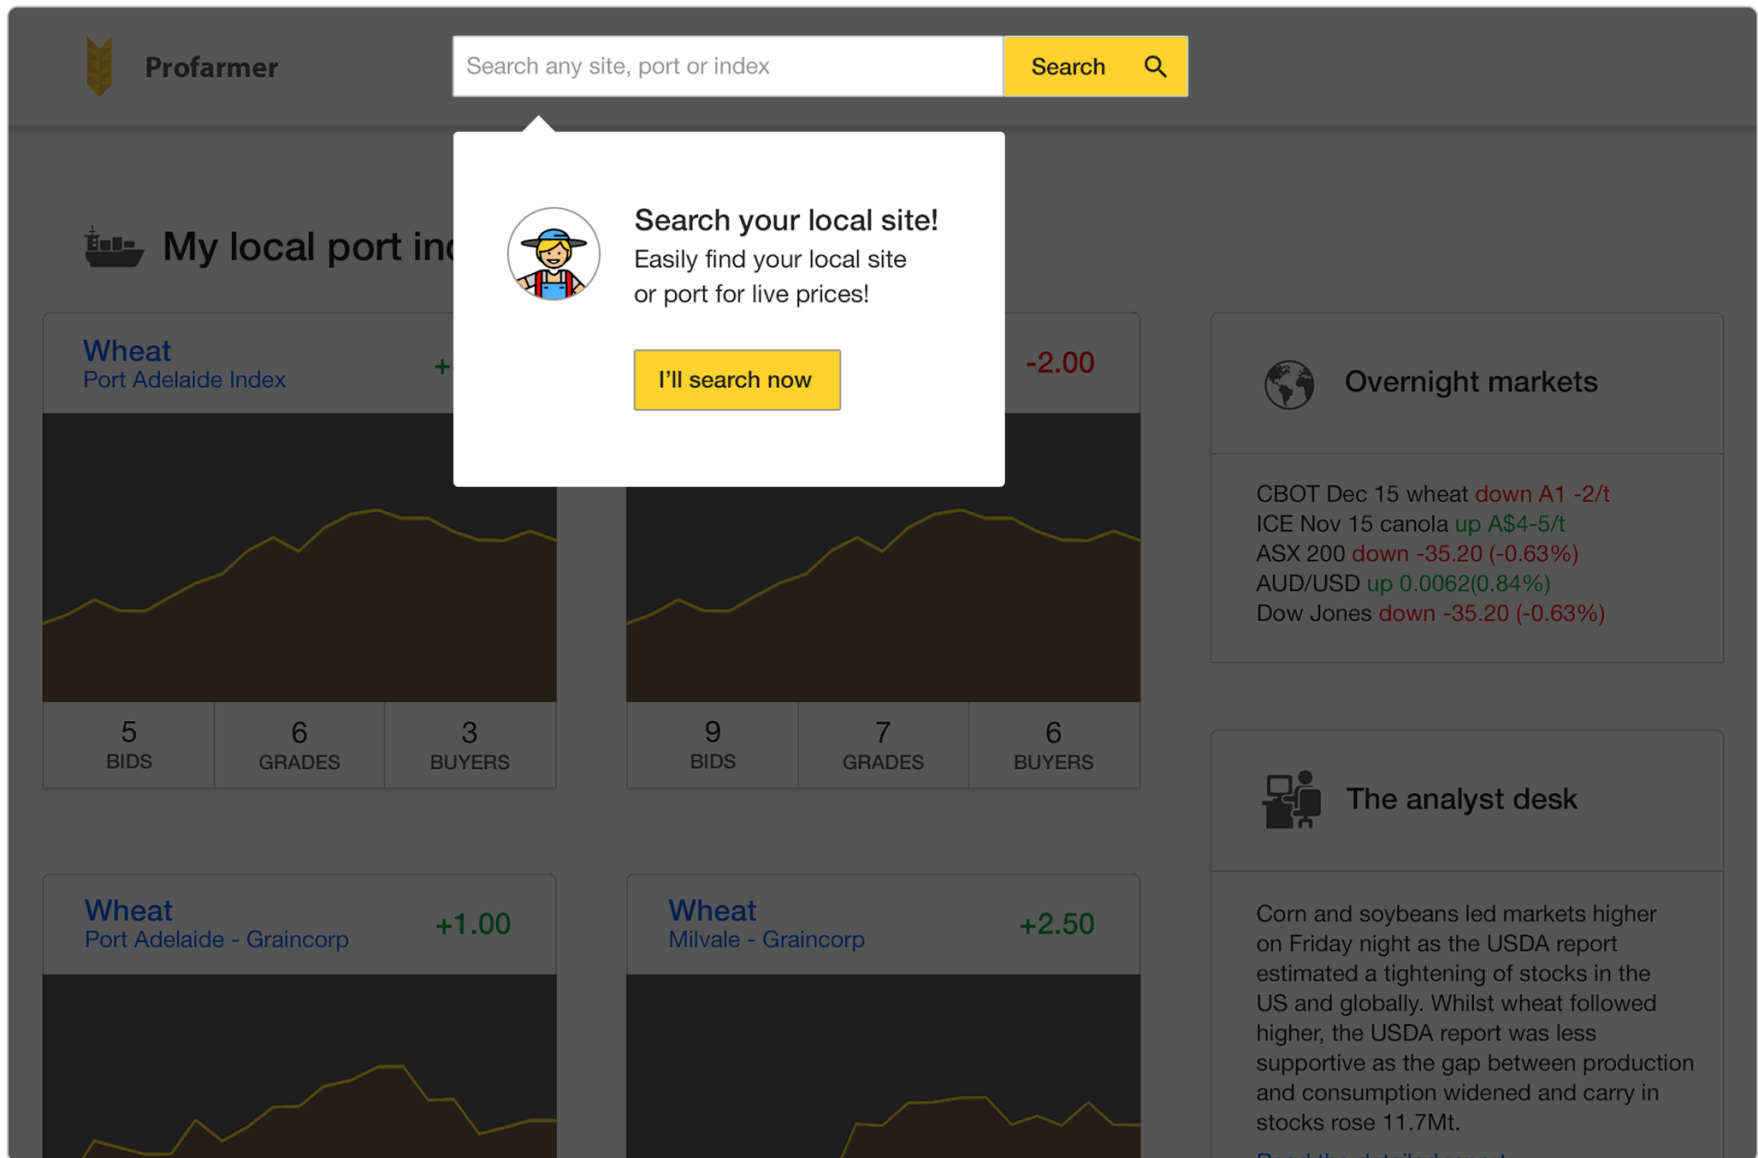 Profarmer
Search any site, port or index
Search
Search your local site!
Easily find your local site
or port for live prices!
I'll search now
My local port in
Wheat
Port Adelaide Index
+
-2.00
5
BIDS
6
GRADES
3
BUYERS
9
BIDS
7
GRADES
6
BUYERS
Wheat
Port Adelaide - Graincorp
+1.00
Wheat
Milvale - Graincorp
+2.50
Overnight markets
CBOT Dec 15 wheat down A1 -2/t
ICE Nov 15 canola up A$4-5/t
ASX 200 down -35.20 (-0.63%)
AUD/USD up 0.0062(0.84%)
Dow Jones down -35.20 (-0.63%)
The analyst desk
Corn and soybeans led markets higher
on Friday night as the USDA report
estimated a tightening of stocks in the
US and globally. Whilst wheat followed
higher, the USDA report was less
supportive as the gap between production
and consumption widened and carry in
stocks rose 11.7Mt.